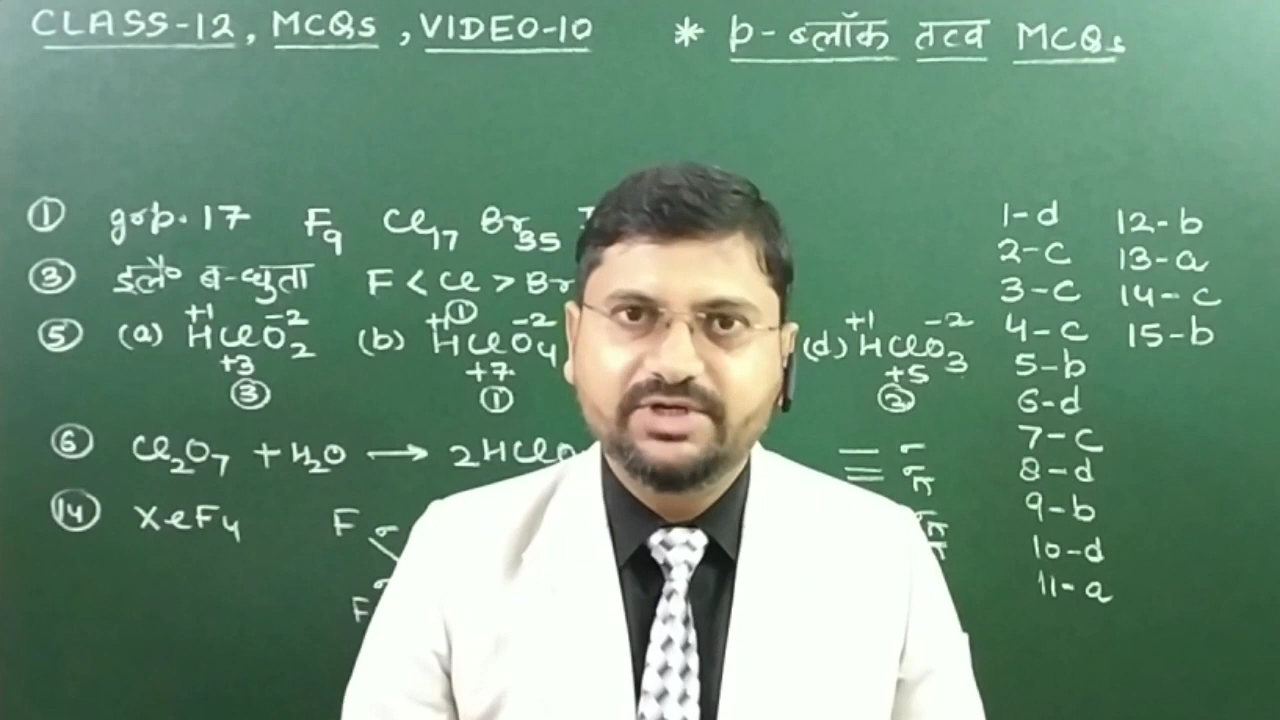 CLASS-12, MCQs, VIDEO-10 * p-ब्लॉक तत्व MCQs
① grp. 17 F₉ Cl₁₇ Br₃₅
③ इले० ब-व्युता F < Cl > Br
①
⑤ (a) HClO₂ (b) HClO₄ (d) HClO₃
+1 -2 +1 -2 +1 -2
+3 +7 +5
③ ① ②
⑥ Cl₂O₇ + H₂O → 2HClO
= σ
= π
⑭ XeF₄ F σ
σπ
π
F σ
1-d
2-c
3-c
4-c
5-b
6-d
7-c
8-d
9-b
10-d
11-a
12-b
13-a
14-c
15-b